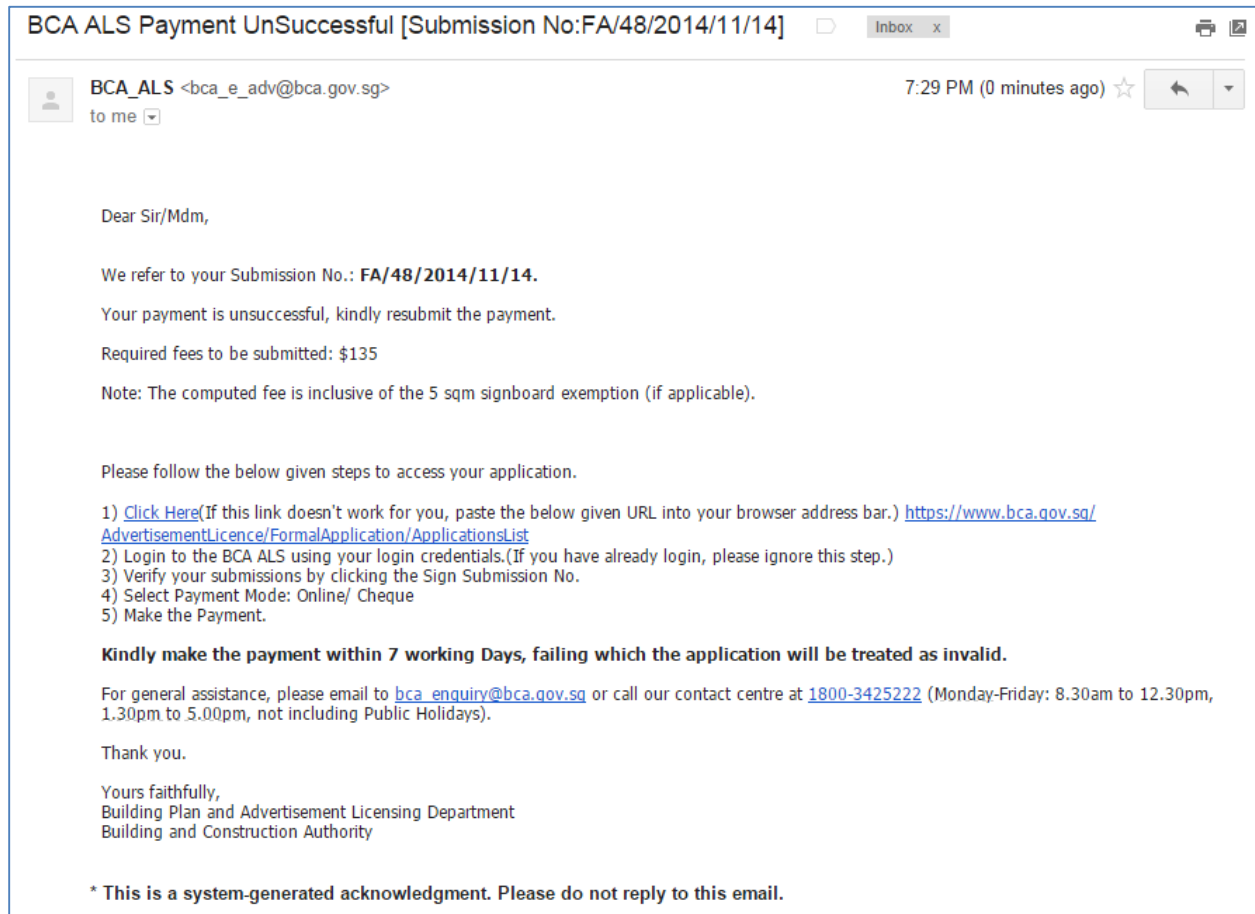 BCA ALS Payment UnSuccessful [Submission No:FA/48/2014/11/14] Inbox x
BCA_ALS <bca_e_adv@bca.gov.sg> 7:29 PM (0 minutes ago)
to me
Dear Sir/Mdm,
We refer to your Submission No.: FA/48/2014/11/14.
Your payment is unsuccessful, kindly resubmit the payment.
Required fees to be submitted: $135
Note: The computed fee is inclusive of the 5 sqm signboard exemption (if applicable).
Please follow the below given steps to access your application.
1) Click Here(If this link doesn't work for you, paste the below given URL into your browser address bar.) https://www.bca.gov.sg/
AdvertisementLicence/FormalApplication/ApplicationsList
2) Login to the BCA ALS using your login credentials.(If you have already login, please ignore this step.)
3) Verify your submissions by clicking the Sign Submission No.
4) Select Payment Mode: Online/ Cheque
5) Make the Payment.
Kindly make the payment within 7 working Days, failing which the application will be treated as invalid.
For general assistance, please email to bca_enquiry@bca.gov.sg or call our contact centre at 1800-3425222 (Monday-Friday: 8.30am to 12.30pm,
1.30pm to 5.00pm, not including Public Holidays).
Thank you.
Yours faithfully,
Building Plan and Advertisement Licensing Department
Building and Construction Authority
* This is a system-generated acknowledgment. Please do not reply to this email.